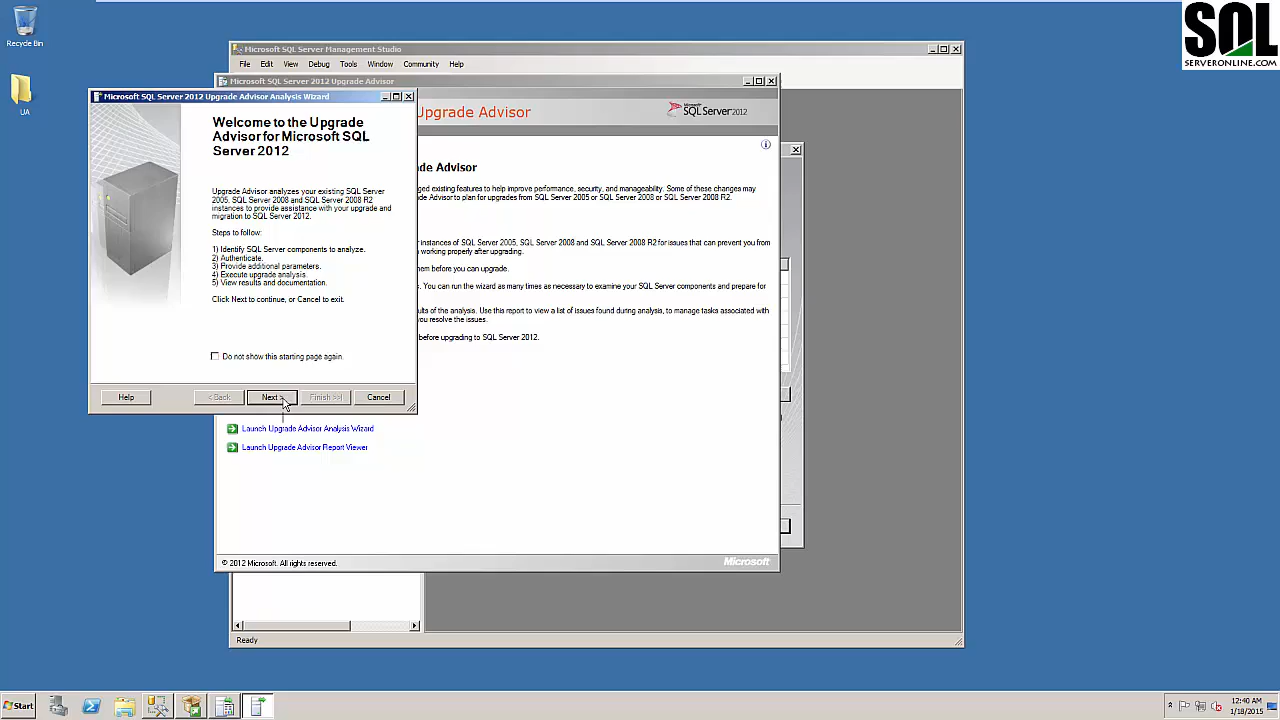 Recycle Bin
UA
SQL
SERVERONLINE.COM
Microsoft SQL Server Management Studio
File Edit View Debug Tools Window Community Help
Microsoft SQL Server 2012 Upgrade Advisor
Upgrade Advisor
Microsoft SQL Server 2012
de Advisor
ged existing features to help improve performance, security, and manageability. Some of these changes may
de Advisor to plan for upgrades from SQL Server 2005 or SQL Server 2008 or SQL Server 2008 R2.
instances of SQL Server 2005, SQL Server 2008 and SQL Server 2008 R2 for issues that can prevent you from
working properly after upgrading.
em before you can upgrade.
s. You can run the wizard as many times as necessary to examine your SQL Server components and prepare for
ults of the analysis. Use this report to view a list of issues found during analysis, to manage tasks associated with
you resolve the issues.
before upgrading to SQL Server 2012.
Microsoft SQL Server 2012 Upgrade Advisor Analysis Wizard
Welcome to the Upgrade
Advisor for Microsoft SQL
Server 2012
Upgrade Advisor analyzes your existing SQL Server
2005, SQL Server 2008 and SQL Server 2008 R2
instances to provide assistance with your upgrade and
migration to SQL Server 2012.
Steps to follow:
1) Identify SQL Server components to analyze.
2) Authenticate.
3) Provide additional parameters.
4) Execute upgrade analysis.
5) View results and documentation.
Click Next to continue, or Cancel to exit.
Do not show this starting page again.
Help < Back Next > Finish >>| Cancel
Launch Upgrade Advisor Analysis Wizard
Launch Upgrade Advisor Report Viewer
© 2012 Microsoft. All rights reserved.
Microsoft
Ready
Start
12:40 AM
1/18/2015